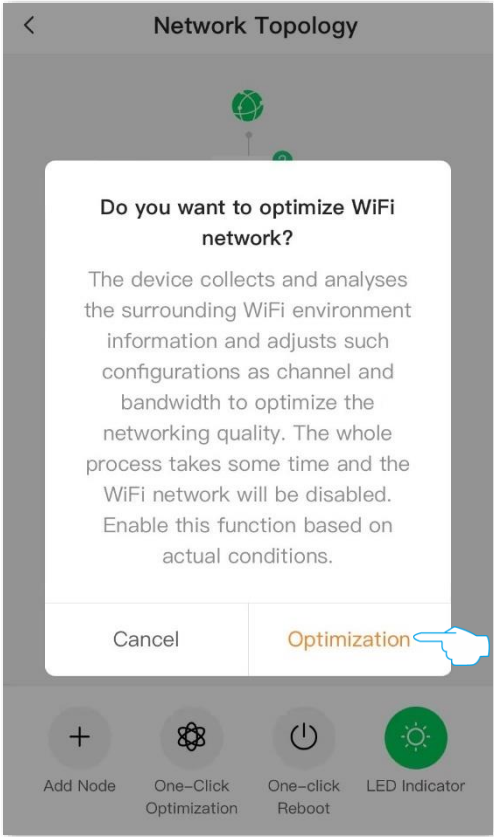 Network Topology
Do you want to optimize WiFi
network?
The device collects and analyses
the surrounding WiFi environment
information and adjusts such
configurations as channel and
bandwidth to optimize the
networking quality. The whole
process takes some time and the
WiFi network will be disabled.
Enable this function based on
actual conditions.
Cancel
Optimization
Add Node
One-Click
Optimization
One-click
Reboot
LED Indicator